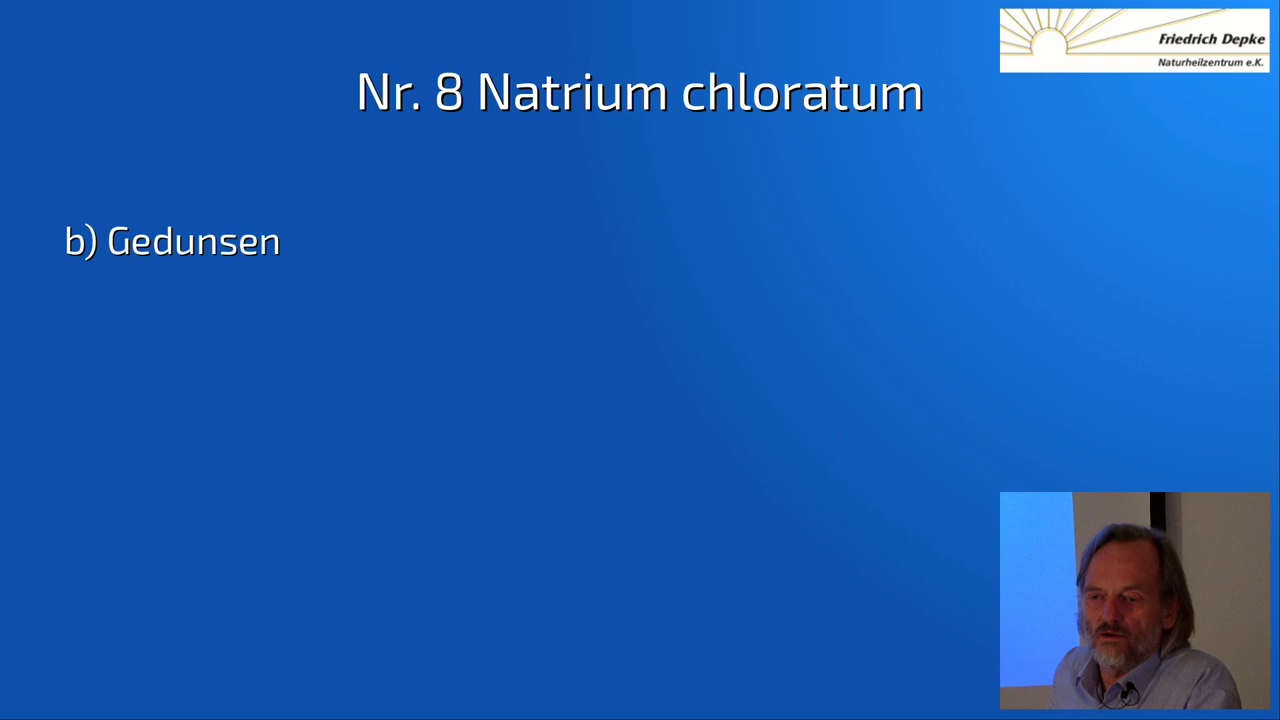 Friedrich Depke
Naturheilzentrum e.K.
Nr. 8 Natrium chloratum
b) Gedunsen